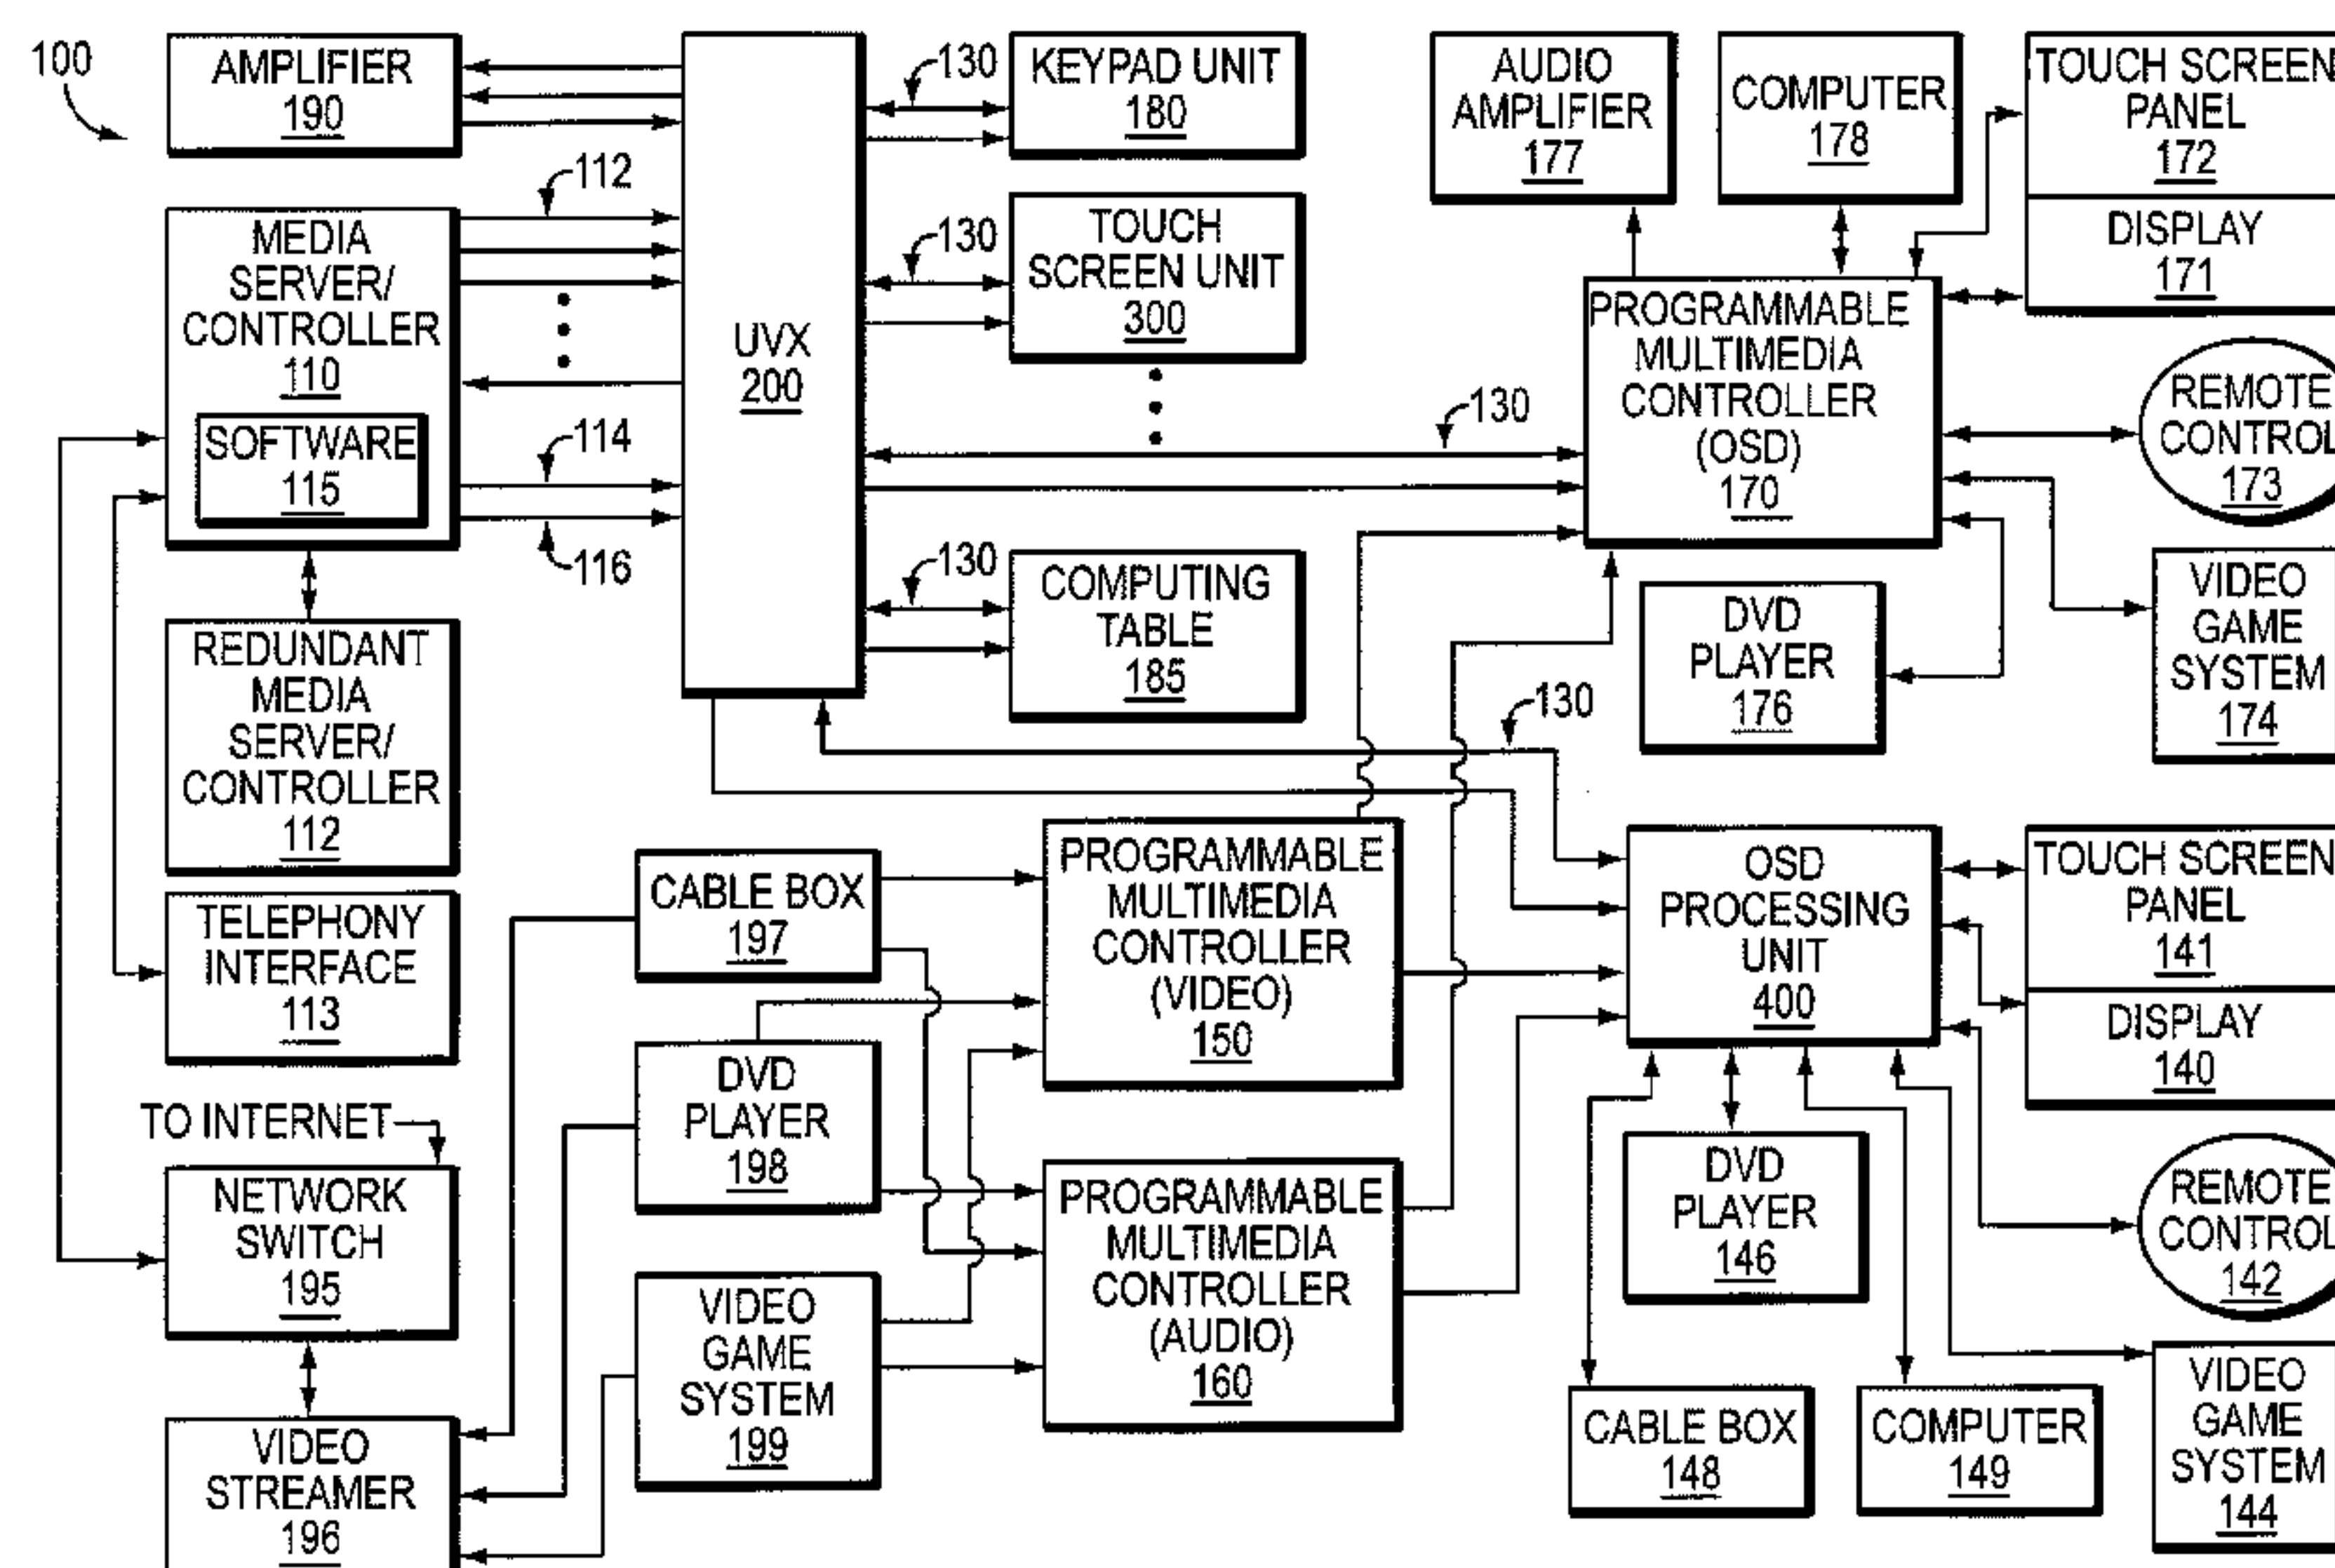 100
AMPLIFIER
190
130
KEYPAD UNIT
180
AUDIO
AMPLIFIER
177
COMPUTER
178
TOUCH SCREEN
PANEL
172
DISPLAY
171
112
MEDIA
SERVER/
CONTROLLER
110
SOFTWARE
115
114
116
UVX
200
130
TOUCH
SCREEN UNIT
300
130
PROGRAMMABLE
MULTIMEDIA
CONTROLLER
(OSD)
170
REMOTE
CONTROL
173
130
COMPUTING
TABLE
185
DVD
PLAYER
176
VIDEO
GAME
SYSTEM
174
130
REDUNDANT
MEDIA
SERVER/
CONTROLLER
112
TELEPHONY
INTERFACE
113
CABLE BOX
197
PROGRAMMABLE
MULTIMEDIA
CONTROLLER
(VIDEO)
150
OSD
PROCESSING
UNIT
400
TOUCH SCREEN
PANEL
141
DISPLAY
140
DVD
PLAYER
198
TO INTERNET
NETWORK
SWITCH
195
PROGRAMMABLE
MULTIMEDIA
CONTROLLER
(AUDIO)
160
DVD
PLAYER
146
REMOTE
CONTROL
142
VIDEO
GAME
SYSTEM
199
VIDEO
STREAMER
196
CABLE BOX
148
COMPUTER
149
VIDEO
GAME
SYSTEM
144